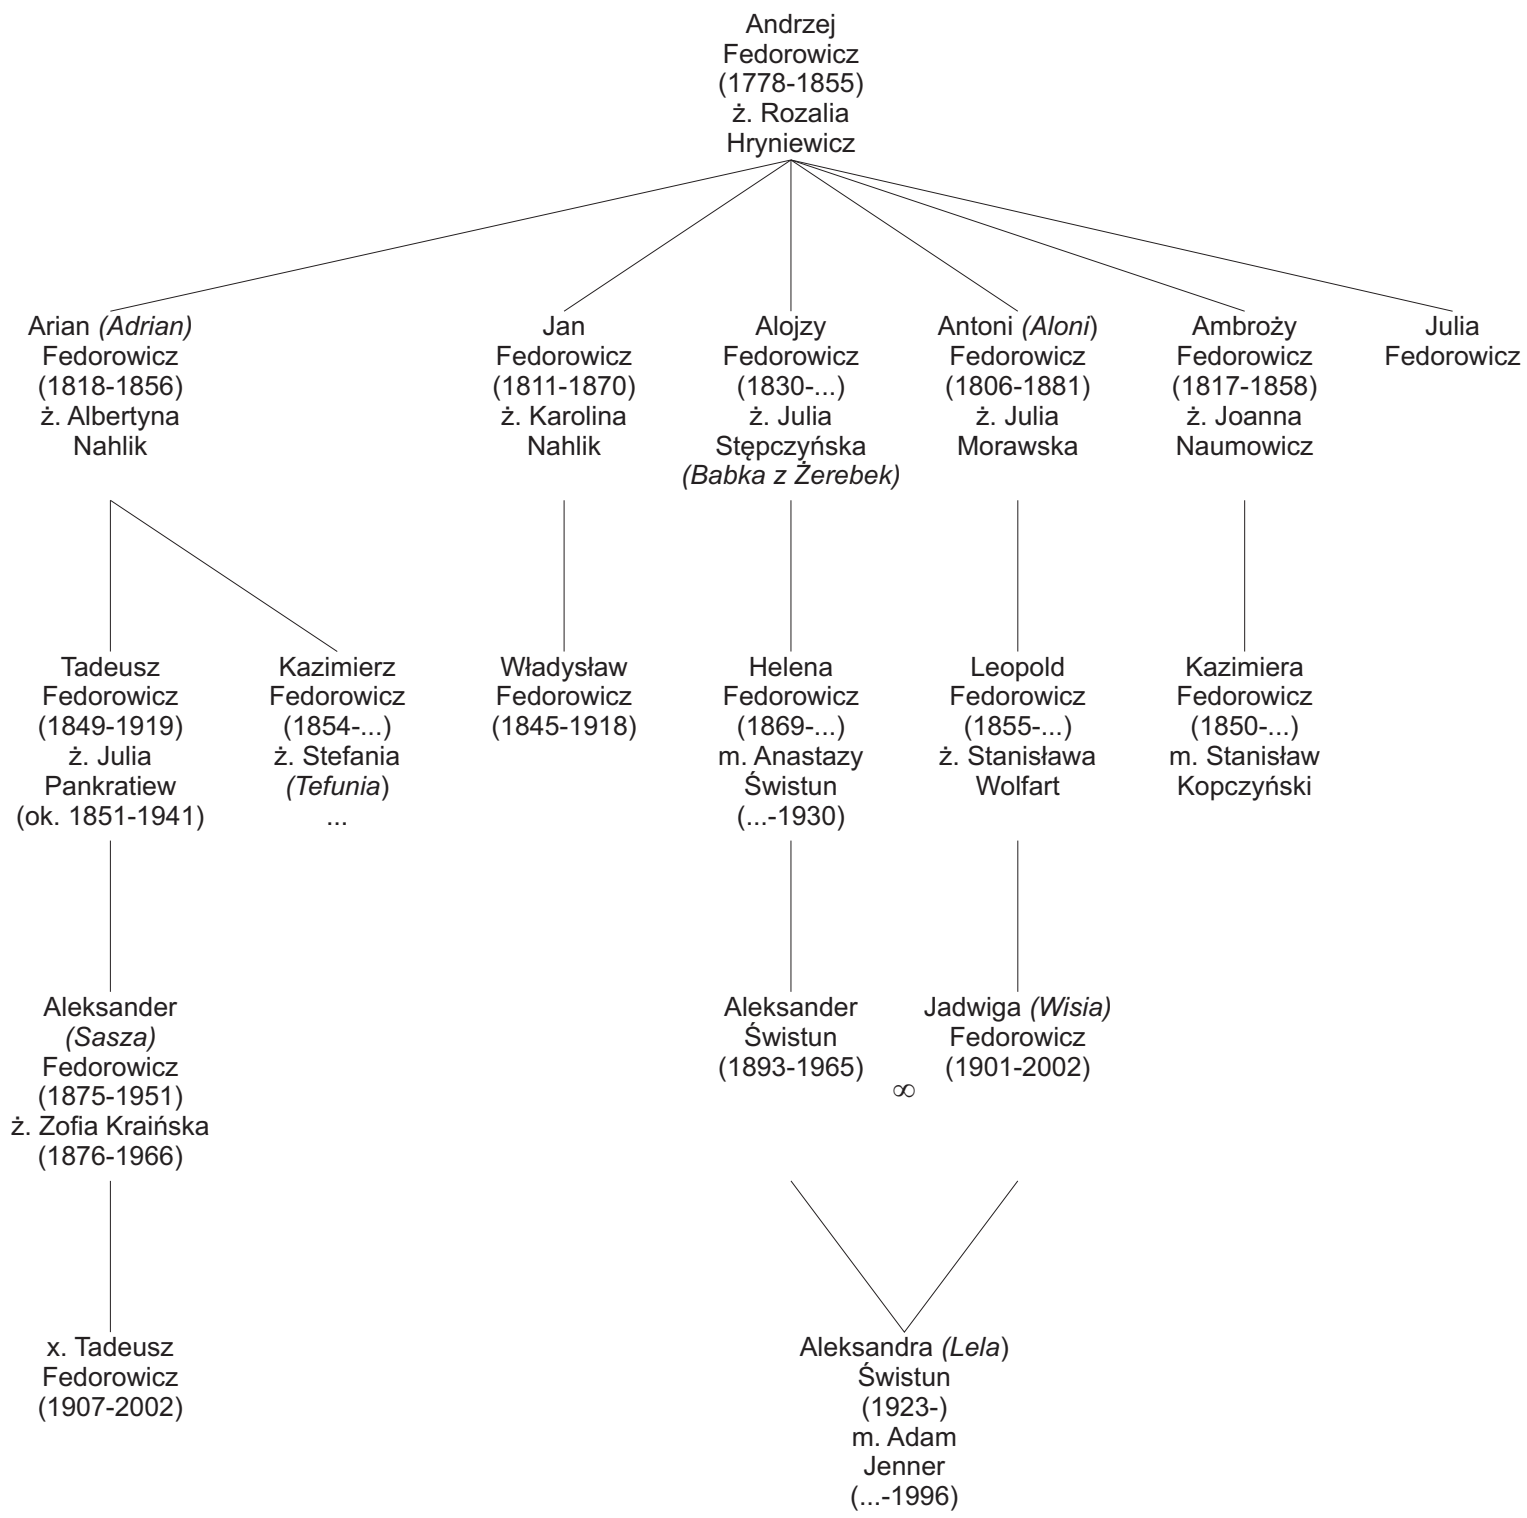 Andrzej
Fedorowicz
(1778-1855)
ż. Rozalia
Hryniewicz
Arian (Adrian)
Fedorowicz
(1818-1856)
ż. Albertyna
Nahlik
Jan
Fedorowicz
(1811-1870)
ż. Karolina
Nahlik
Alojzy
Fedorowicz
(1830-...)
ż. Julia
Stępczyńska
(Babka z Żerebek)
Antoni (Aloni)
Fedorowicz
(1806-1881)
ż. Julia
Morawska
Ambroży
Fedorowicz
(1817-1858)
ż. Joanna
Naumowicz
Julia
Fedorowicz
Tadeusz
Fedorowicz
(1849-1919)
ż. Julia
Pankratiew
(ok. 1851-1941)
Kazimierz
Fedorowicz
(1854-...)
ż. Stefania
(Tefunia)
...
Władysław
Fedorowicz
(1845-1918)
Helena
Fedorowicz
(1869-...)
m. Anastazy
Świstun
(...-1930)
Leopold
Fedorowicz
(1855-...)
ż. Stanisława
Wolfart
Kazimiera
Fedorowicz
(1850-...)
m. Stanisław
Kopczyński
Aleksander
(Sasza)
Fedorowicz
(1875-1951)
ż. Zofia Kraińska
(1876-1966)
Aleksander
Świstun
(1893-1965)
∞
Jadwiga (Wisia)
Fedorowicz
(1901-2002)
x. Tadeusz
Fedorowicz
(1907-2002)
Aleksandra (Lela)
Świstun
(1923-)
m. Adam
Jenner
(...-1996)